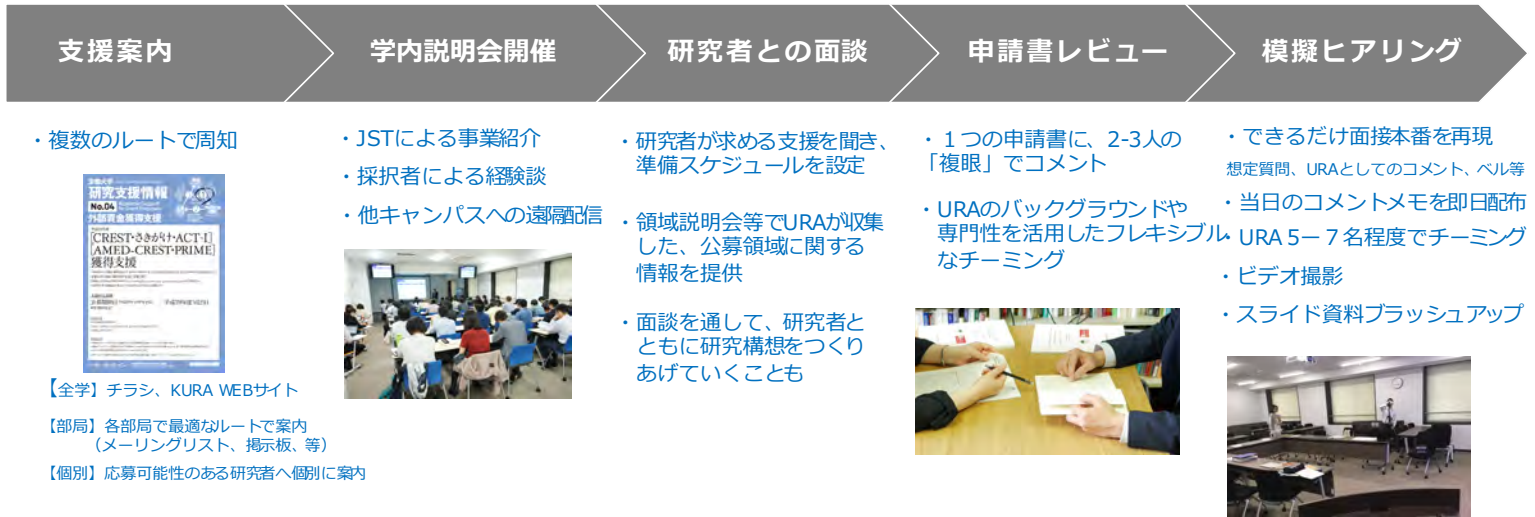 支援案内
学内説明会開催
研究者との面談
申請書レビュー
模擬ヒアリング
・複数のルートで周知
研究支援情報
No.04
外部資金獲得支援
[CREST・さきがけ・ACT-I]
[AMED-CREST・PRIME]
獲得支援
【全学】チラシ、KURA WEBサイト
【部局】各部局で最適なルートで案内
（メーリングリスト、掲示板、等）
【個別】応募可能性のある研究者へ個別に案内
・JSTによる事業紹介
・採択者による経験談
・他キャンパスへの遠隔配信
・研究者が求める支援を聞き、
準備スケジュールを設定
・領域説明会等でURAが収集
した、公募領域に関する
情報を提供
・面談を通して、研究者と
ともに研究構想をつくり
あげていくことも
・１つの申請書に、2-3人の
「複眼」でコメント
・URAのバックグラウンドや
専門性を活用したフレキシブル
なチーミング
・できるだけ面接本番を再現
想定質問、URAとしてのコメント、ベル等
・当日のコメントメモを即日配布
・URA 5－７名程度でチーミング
・ビデオ撮影
・スライド資料ブラッシュアップ